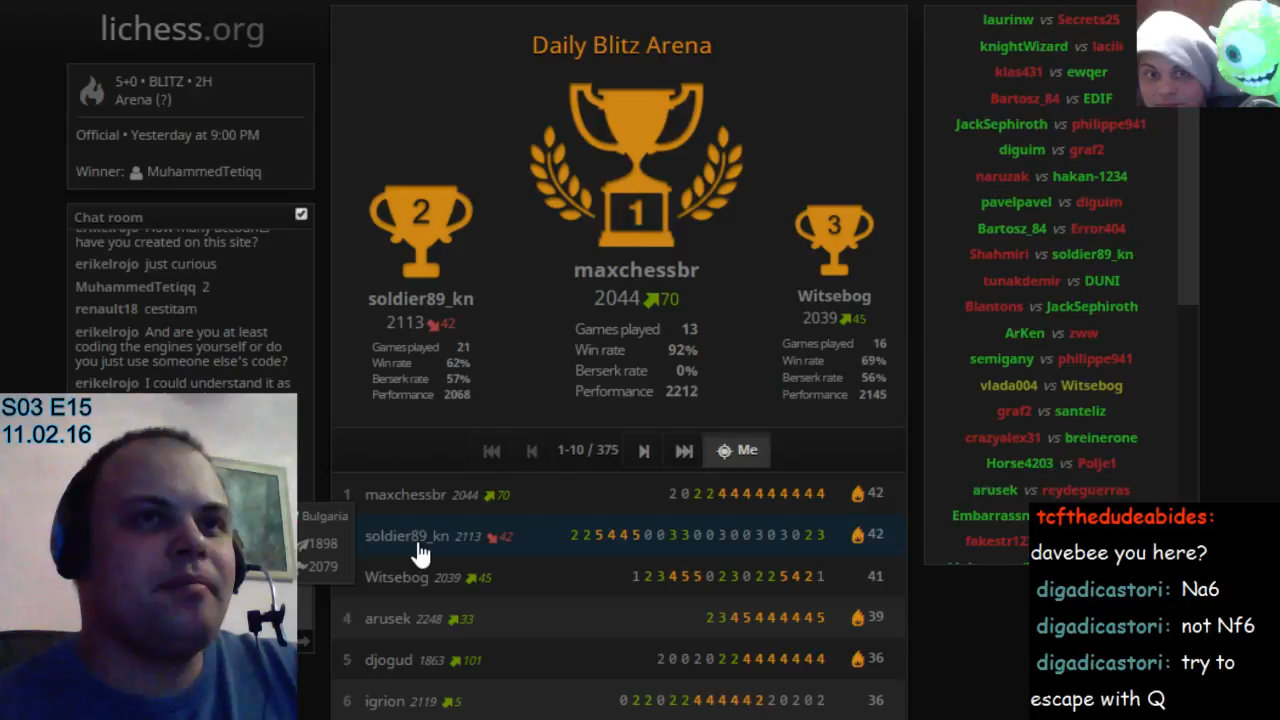 lichess.org
5+0 • BLITZ • 2H
Arena (?)
Official • Yesterday at 9:00 PM
Winner: MuhammedTetiqq
Chat room
have you created on this site?
erikelrojo just curious
MuhammedTetiqq 2
renault18 cestitam
erikelrojo And are you at least
coding the engines yourself or do
you just use someone else's code?
erikelrojo I could understand it as
S03 E15
11.02.16
Bulgaria
1898
2079
Daily Blitz Arena
2
1
3
soldier89_kn
2113 42
Games played 21
Win rate 62%
Berserk rate 57%
Performance 2068
maxchessbr
2044 70
Games played 13
Win rate 92%
Berserk rate 0%
Performance 2212
Witsebog
2039 45
Games played 16
Win rate 69%
Berserk rate 56%
Performance 2145
1-10 / 375 Me
1 maxchessbr 2044 70 2 0 2 2 4 4 4 4 4 4 4 4 4 42
soldier89_kn 2113 42 2 2 5 4 4 5 0 0 3 3 0 0 3 0 0 3 0 3 0 2 3 42
Witsebog 2039 45 1 2 3 4 5 5 0 2 3 0 2 2 5 4 2 1 41
4 arusek 2248 33 2 3 4 5 4 4 4 4 4 5 39
5 djogud 1863 101 2 0 0 2 0 2 2 4 4 4 4 4 4 4 36
6 igrion 2119 5 0 2 2 0 2 2 4 4 4 4 4 4 2 2 0 2 0 2 36
laurinw vs Secrets25
knightWizard vs lacili
klas431 vs ewqer
Bartosz_84 vs EDIF
JackSephiroth vs philippe941
diguim vs graf2
naruzak vs hakan-1234
pavelpavel vs diguim
Bartosz_84 vs Error404
Shahmiri vs soldier89_kn
tunakdemir vs DUNI
Blantons vs JackSephiroth
ArKen vs zww
semigany vs philippe941
vlada004 vs Witsebog
graf2 vs santeliz
crazyalex31 vs breinerone
Horse4203 vs Polje1
arusek vs reydeguerras
Embarrassn
fakestr12
tcfthedudeabides:
davebee you here?
digadicastori: Na6
digadicastori: not Nf6
digadicastori: try to
escape with Q